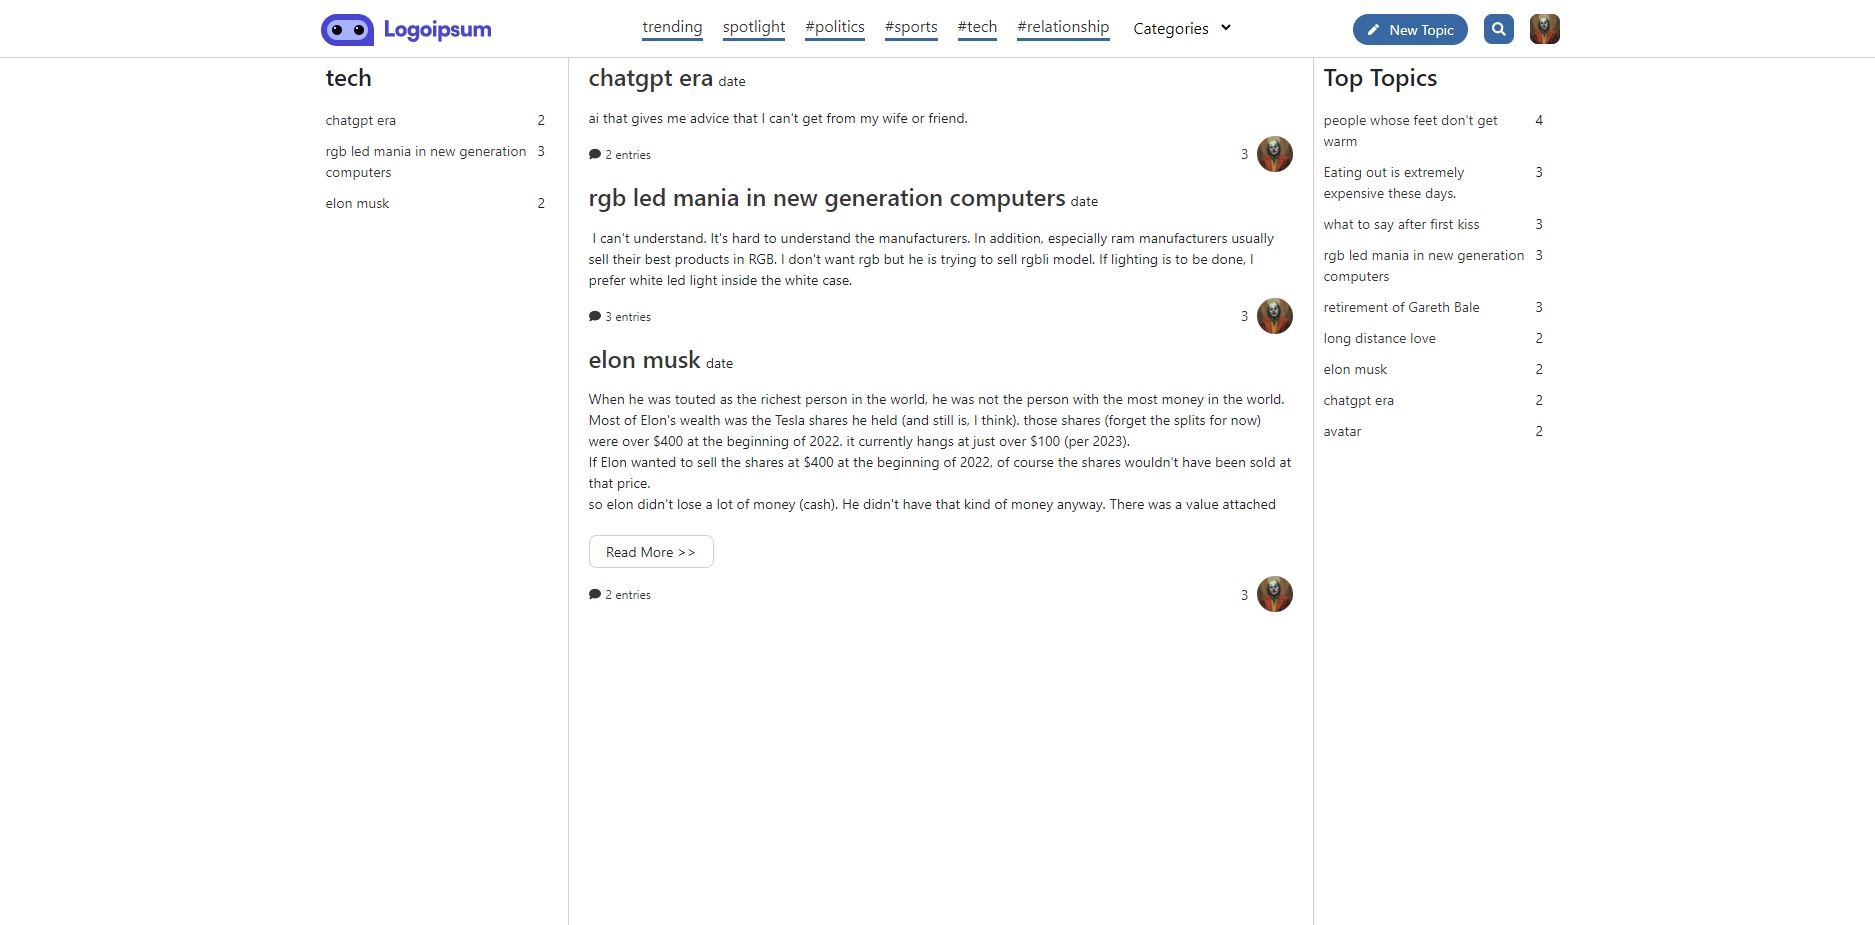 Logoipsum
trending spotlight #politics #sports #tech #relationship Categories
New Topic
tech
chatgpt era 2
rgb led mania in new generation 3
computers
elon musk 2
chatgpt era date
ai that gives me advice that I can't get from my wife or friend.
2 entries 3
rgb led mania in new generation computers date
I can't understand. It's hard to understand the manufacturers. In addition, especially ram manufacturers usually
sell their best products in RGB. I don't want rgb but he is trying to sell rgbli model. If lighting is to be done, I
prefer white led light inside the white case.
3 entries 3
elon musk date
When he was touted as the richest person in the world, he was not the person with the most money in the world.
Most of Elon's wealth was the Tesla shares he held (and still is, I think). those shares (forget the splits for now)
were over $400 at the beginning of 2022. it currently hangs at just over $100 (per 2023).
If Elon wanted to sell the shares at $400 at the beginning of 2022, of course the shares wouldn't have been sold at
that price.
so elon didn't lose a lot of money (cash). He didn't have that kind of money anyway. There was a value attached
Read More >>
2 entries 3
Top Topics
people whose feet don't get 4
warm
Eating out is extremely 3
expensive these days.
what to say after first kiss 3
rgb led mania in new generation 3
computers
retirement of Gareth Bale 3
long distance love 2
elon musk 2
chatgpt era 2
avatar 2